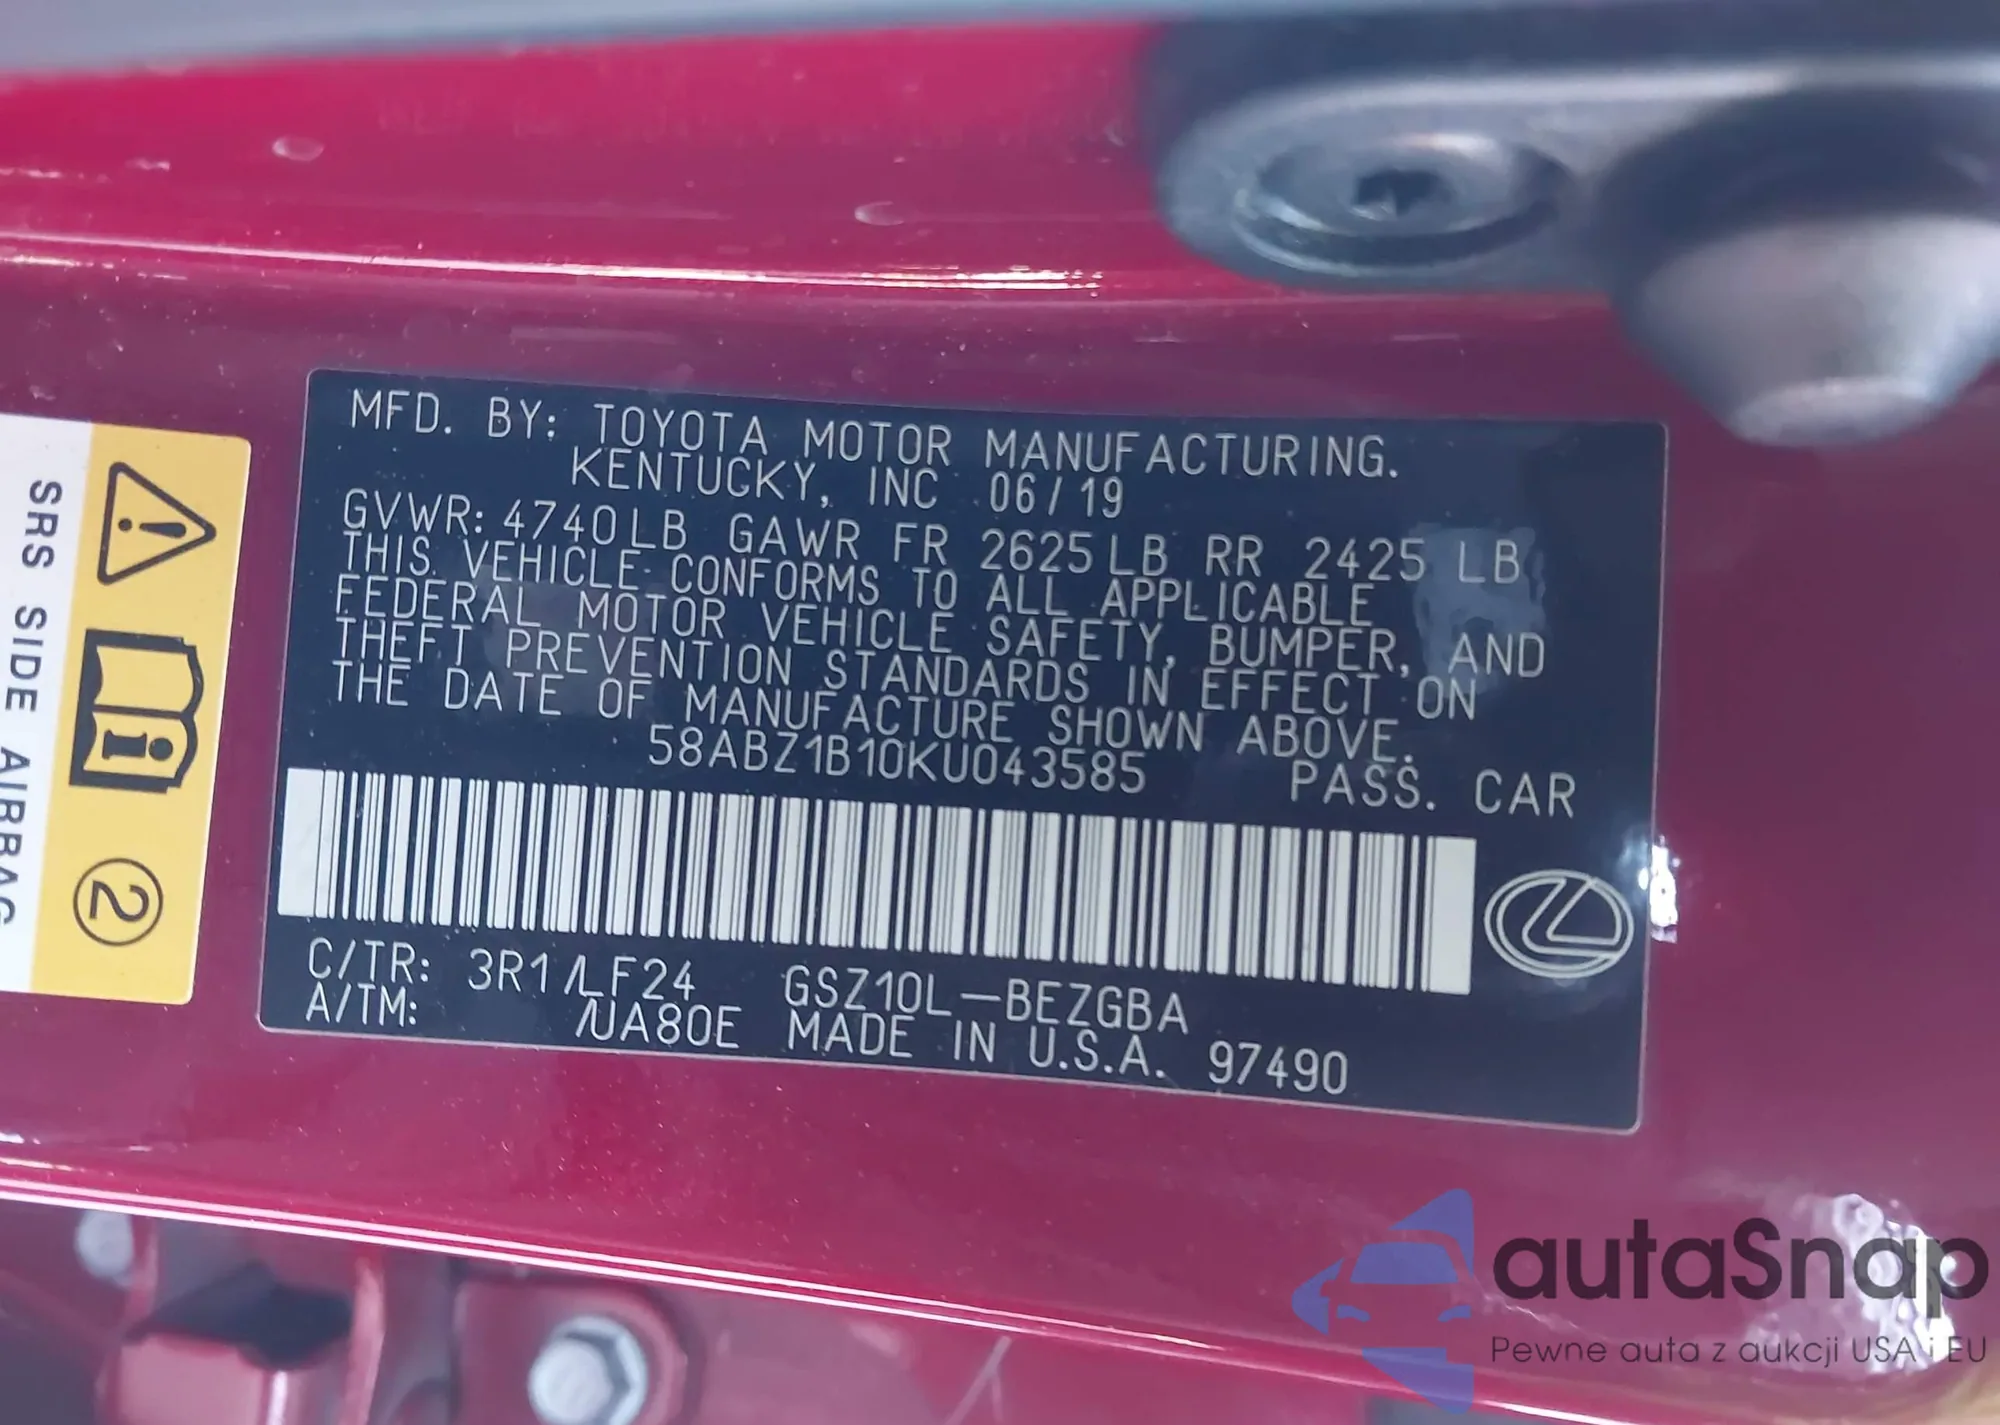 MFD. BY: TOYOTA MOTOR MANUFACTURING.
KENTUCKY, INC 06/19
GVWR: 4740LB GAWR FR 2625LB RR 2425 LB
THIS VEHICLE CONFORMS TO ALL APPLICABLE
FEDERAL MOTOR VEHICLE SAFETY, BUMPER, AND
THEFT PREVENTION STANDARDS IN EFFECT ON
THE DATE OF MANUFACTURE SHOWN ABOVE.
58ABZ1B10KU043585 PASS. CAR
C/TR: 3R1/LF24 GSZ10L-BEZGBA
A/TM: /UA80E MADE IN U.S.A. 97490
SRS SIDE AIRBAG
2
autaSnap
Pewne auta z aukcji USA i EU